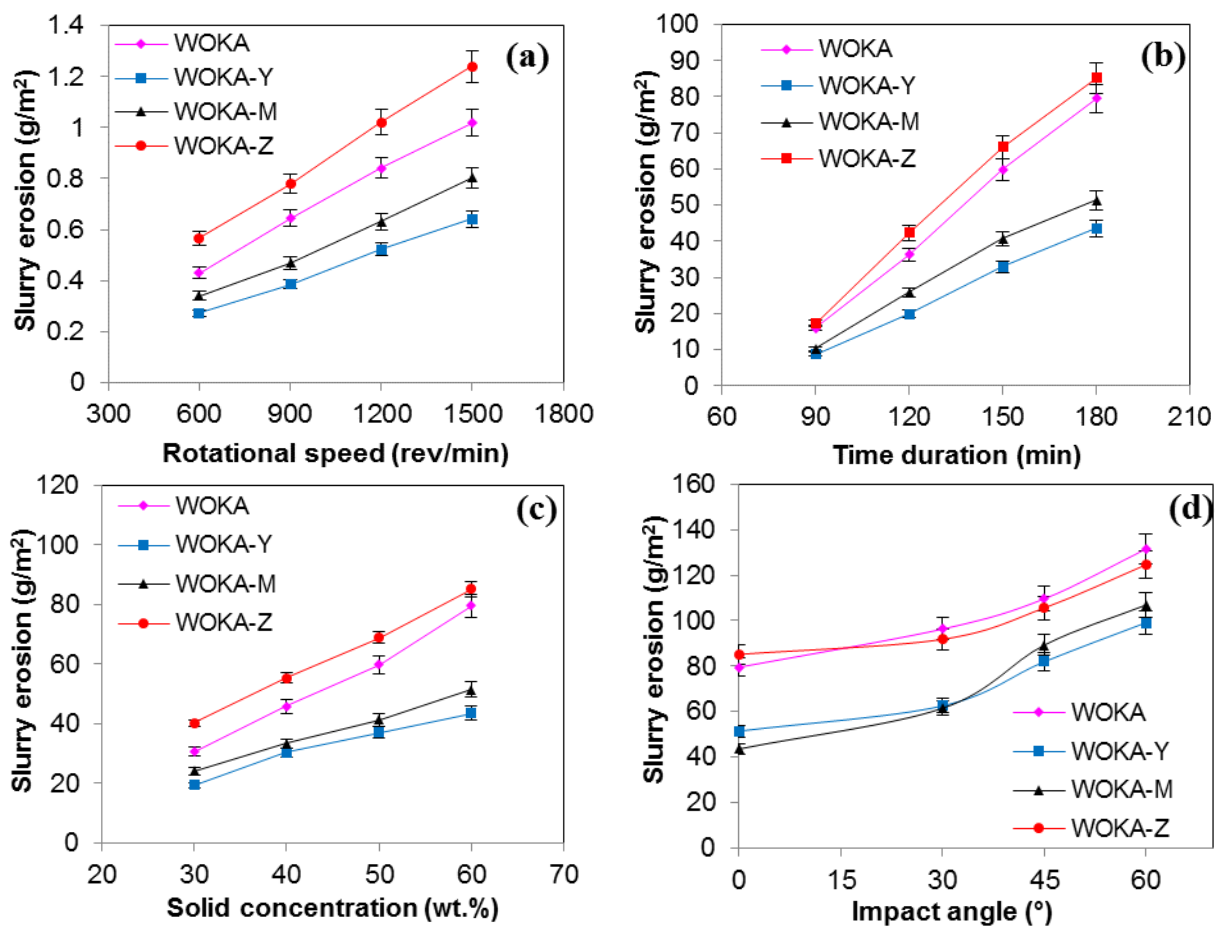 (a)
WOKA
WOKA-Y
WOKA-M
WOKA-Z
Slurry erosion (g/m²)
1.4
1.2
1
0.8
0.6
0.4
0.2
0
300 600 900 1200 1500 1800
Rotational speed (rev/min)
(b)
WOKA
WOKA-Y
WOKA-M
WOKA-Z
Slurry erosion (g/m²)
100
90
80
70
60
50
40
30
20
10
0
60 90 120 150 180 210
Time duration (min)
(c)
WOKA
WOKA-Y
WOKA-M
WOKA-Z
Slurry erosion (g/m²)
120
100
80
60
40
20
0
20 30 40 50 60 70
Solid concentration (wt.%)
(d)
Slurry erosion (g/m²)
160
140
120
100
80
60
40
20
0
WOKA
WOKA-Y
WOKA-M
WOKA-Z
0 15 30 45 60
Impact angle (°)